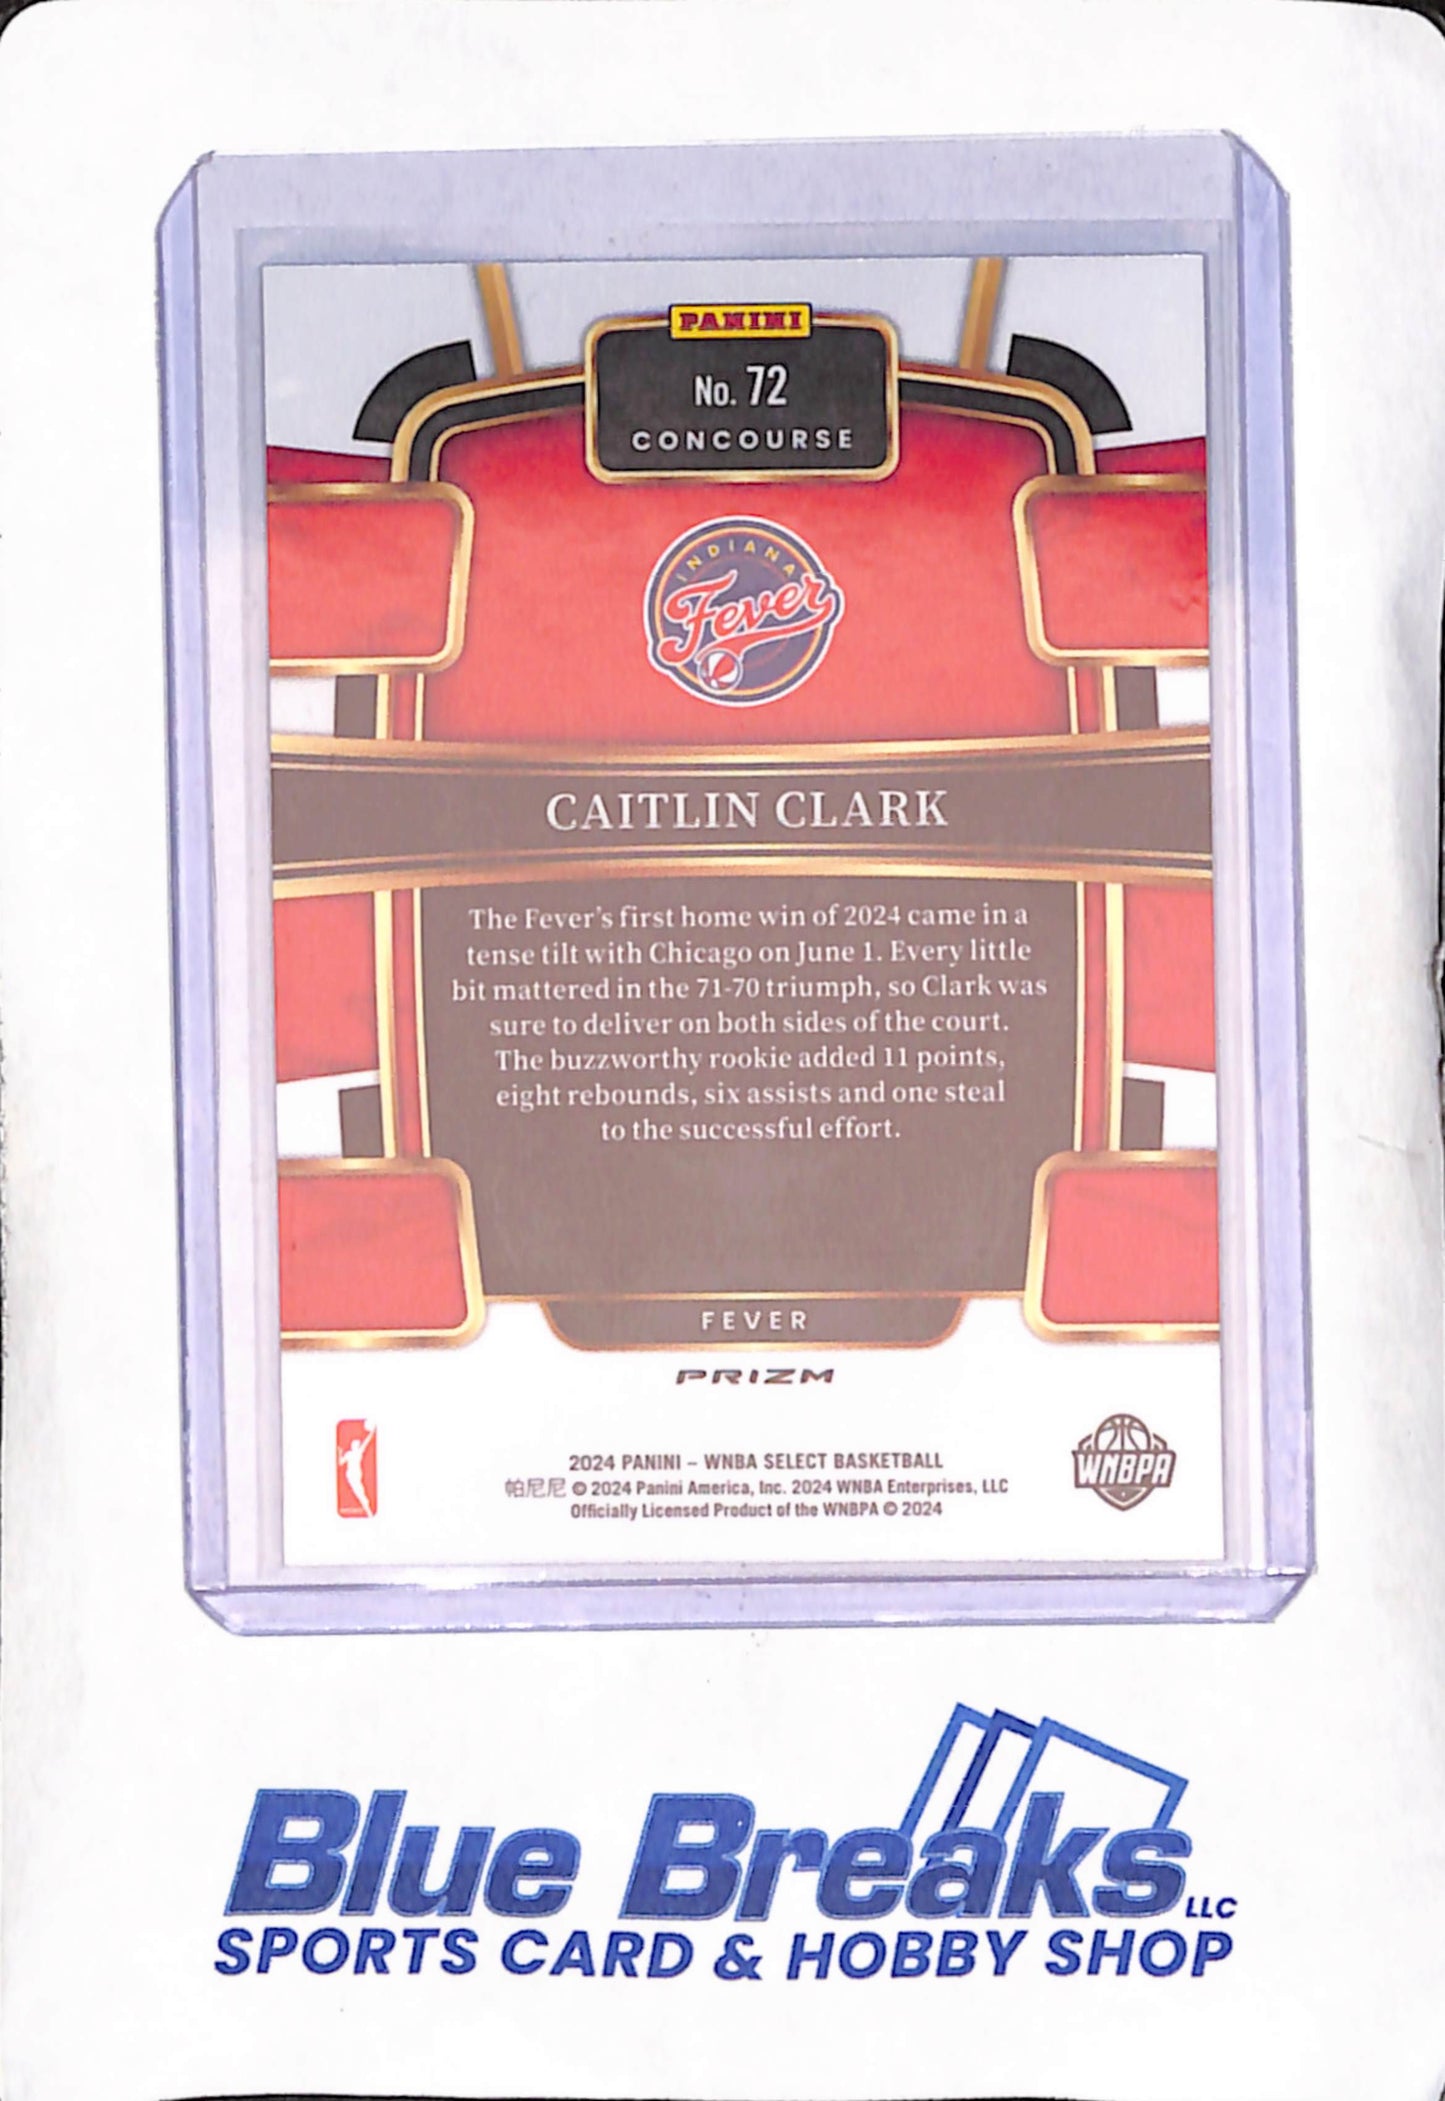 PANINI
No. 72
CONCOURSE
INDIANA
Fever
CAITLIN CLARK
The Fever's first home win of 2024 came in a
tense tilt with Chicago on June 1. Every little
bit mattered in the 71-70 triumph, so Clark was
sure to deliver on both sides of the court.
The buzzworthy rookie added 11 points,
eight rebounds, six assists and one steal
to the successful effort.
FEVER
PRIZM
2024 PANINI – WNBA SELECT BASKETBALL
帕尼尼 © 2024 Panini America, Inc. 2024 WNBA Enterprises, LLC
Officially Licensed Product of the WNBPA © 2024
WNBPA
Blue Breaks LLC
SPORTS CARD & HOBBY SHOP